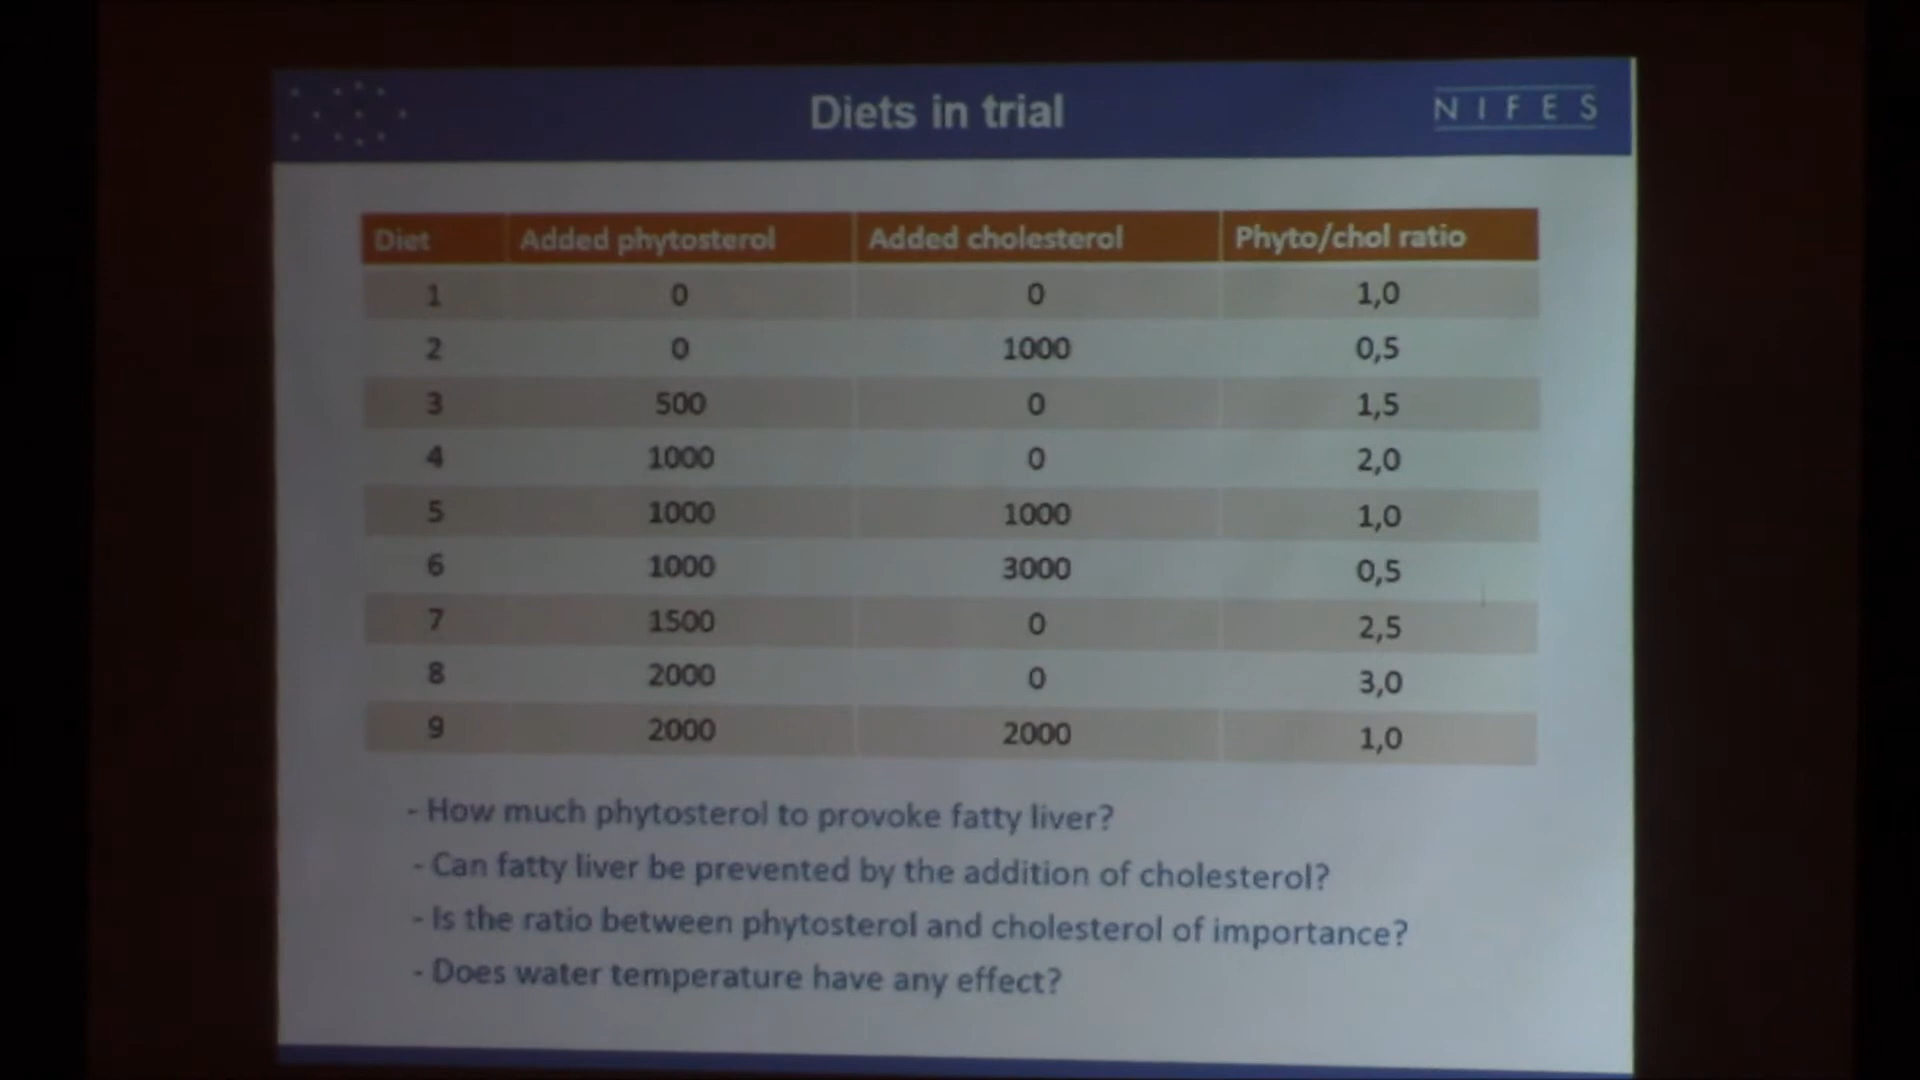 Diets in trial
NIFES
Diet Added phytosterol Added cholesterol Phyto/chol ratio
1 0 0 1,0
2 0 1000 0,5
3 500 0 1,5
4 1000 0 2,0
5 1000 1000 1,0
6 1000 3000 0,5
7 1500 0 2,5
8 2000 0 3,0
9 2000 2000 1,0
- How much phytosterol to provoke fatty liver?
- Can fatty liver be prevented by the addition of cholesterol?
- Is the ratio between phytosterol and cholesterol of importance?
- Does water temperature have any effect?